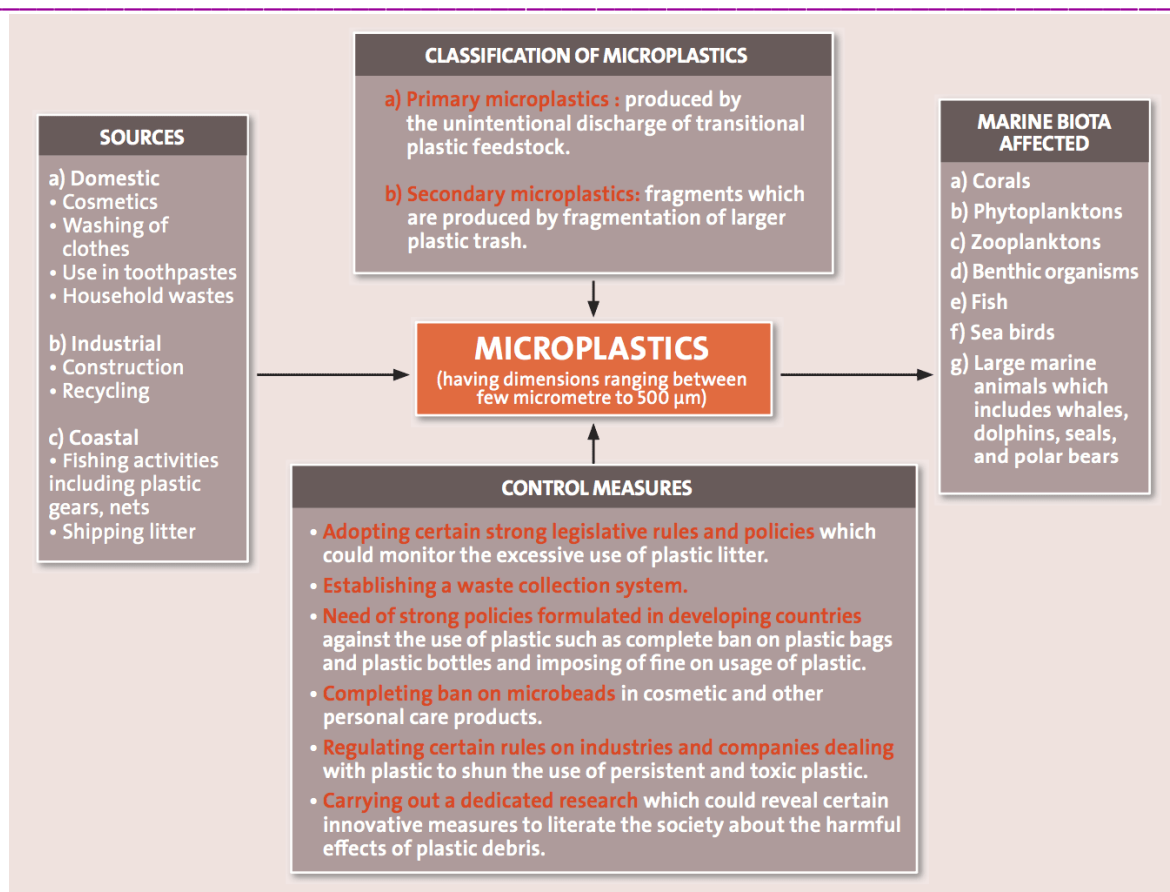 CLASSIFICATION OF MICROPLASTICS
a) Primary microplastics : produced by
the unintentional discharge of transitional
plastic feedstock.
b) Secondary microplastics: fragments which
are produced by fragmentation of larger
plastic trash.
SOURCES
a) Domestic
• Cosmetics
• Washing of
clothes
• Use in toothpastes
• Household wastes
b) Industrial
• Construction
• Recycling
c) Coastal
• Fishing activities
including plastic
gears, nets
• Shipping litter
MICROPLASTICS
(having dimensions ranging between
few micrometre to 500 µm)
MARINE BIOTA
AFFECTED
a) Corals
b) Phytoplanktons
c) Zooplanktons
d) Benthic organisms
e) Fish
f) Sea birds
g) Large marine
animals which
includes whales,
dolphins, seals,
and polar bears
CONTROL MEASURES
• Adopting certain strong legislative rules and policies which
could monitor the excessive use of plastic litter.
• Establishing a waste collection system.
• Need of strong policies formulated in developing countries
against the use of plastic such as complete ban on plastic bags
and plastic bottles and imposing of fine on usage of plastic.
• Completing ban on microbeads in cosmetic and other
personal care products.
• Regulating certain rules on industries and companies dealing
with plastic to shun the use of persistent and toxic plastic.
• Carrying out a dedicated research which could reveal certain
innovative measures to literate the society about the harmful
effects of plastic debris.